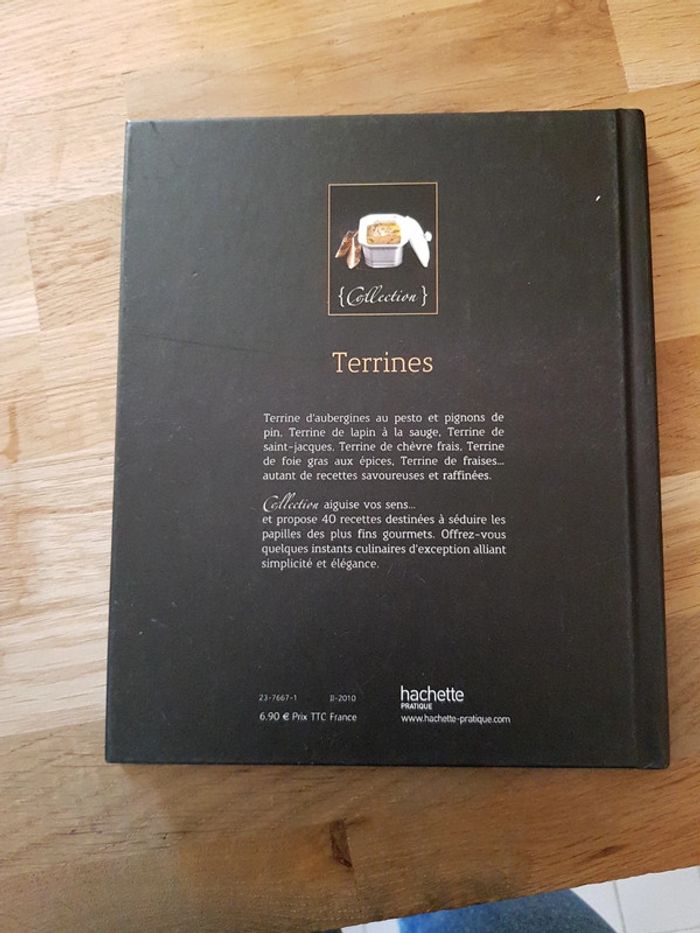 {Collection}
Terrines
Terrine d'aubergines au pesto et pignons de
pin, Terrine de lapin à la sauge, Terrine de
saint-jacques, Terrine de chèvre frais, Terrine
de foie gras aux épices, Terrine de fraises...
autant de recettes savoureuses et raffinées.
Collection aiguise vos sens...
et propose 40 recettes destinées à séduire les
papilles des plus fins gourmets. Offrez-vous
quelques instants culinaires d'exception alliant
simplicité et élégance.
23-7667-1 II-2010
6.90 € Prix TTC France
hachette
PRATIQUE
www.hachette-pratique.com